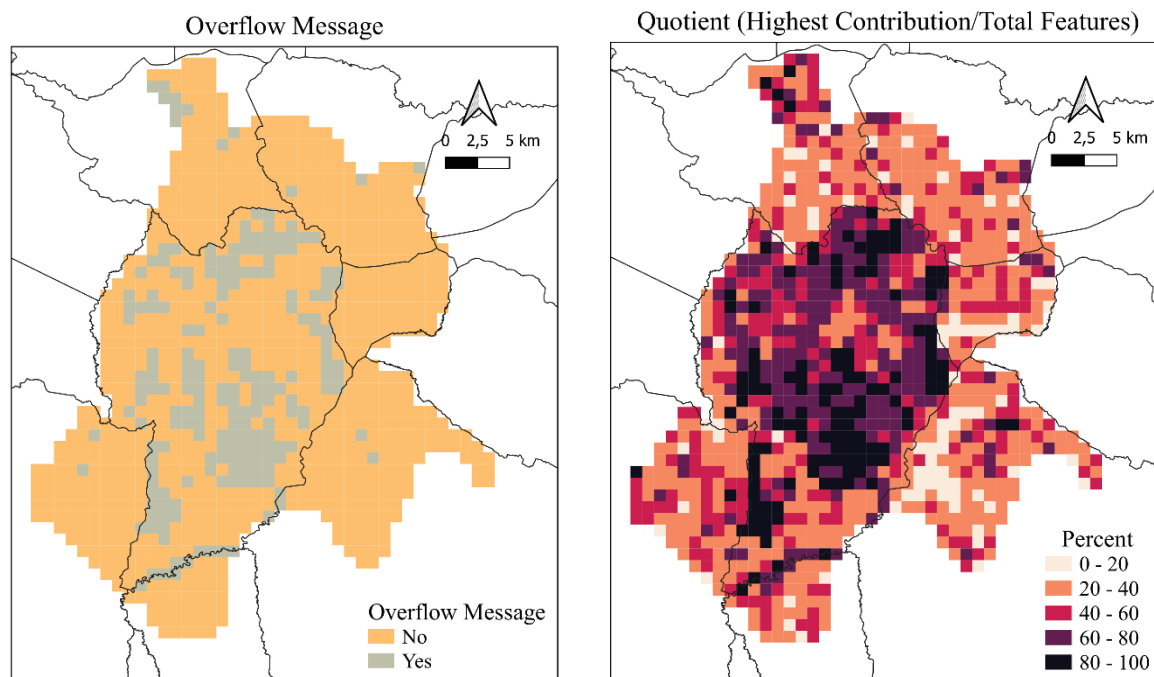 Overflow Message
0 2,5 5 km
Overflow Message
No
Yes
Quotient (Highest Contribution/Total Features)
0 2,5 5 km
Percent
0 - 20
20 - 40
40 - 60
60 - 80
80 - 100